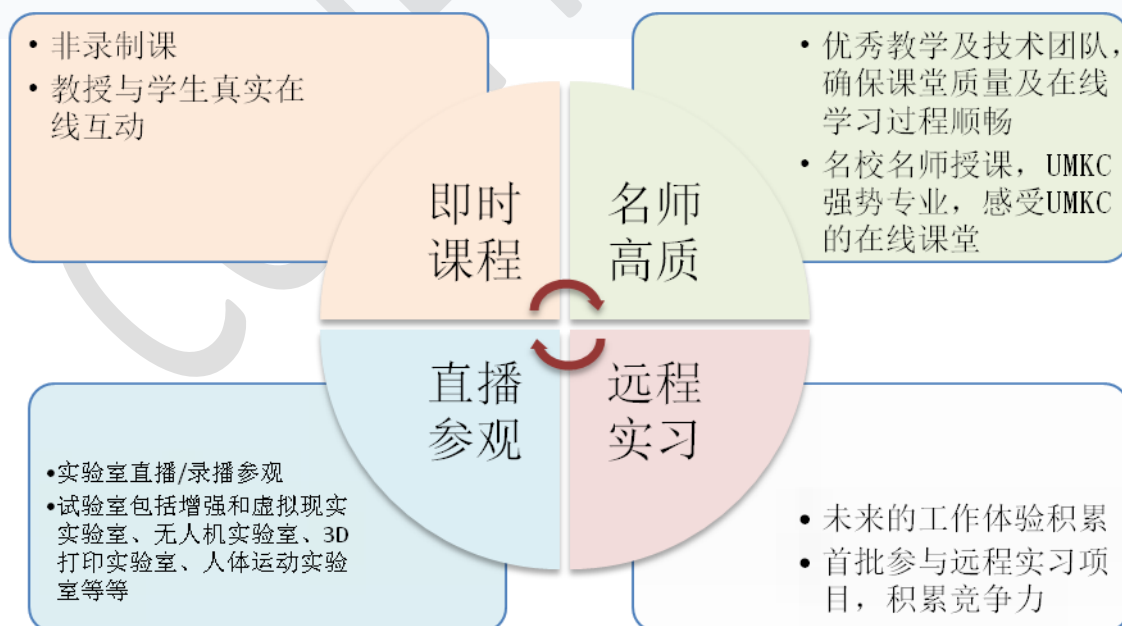 • 非录制课
• 教授与学生真实在
线互动
• 优秀教学及技术团队，
确保课堂质量及在线
学习过程顺畅
• 名校名师授课，UMKC
强势专业，感受UMKC
的在线课堂
即时
课程
名师
高质
直播
参观
远程
实习
•实验室直播/录播参观
•试验室包括增强和虚拟现实
实验室、无人机实验室、3D
打印实验室、人体运动实验
室等等
• 未来的工作体验积累
• 首批参与远程实习项
目，积累竞争力